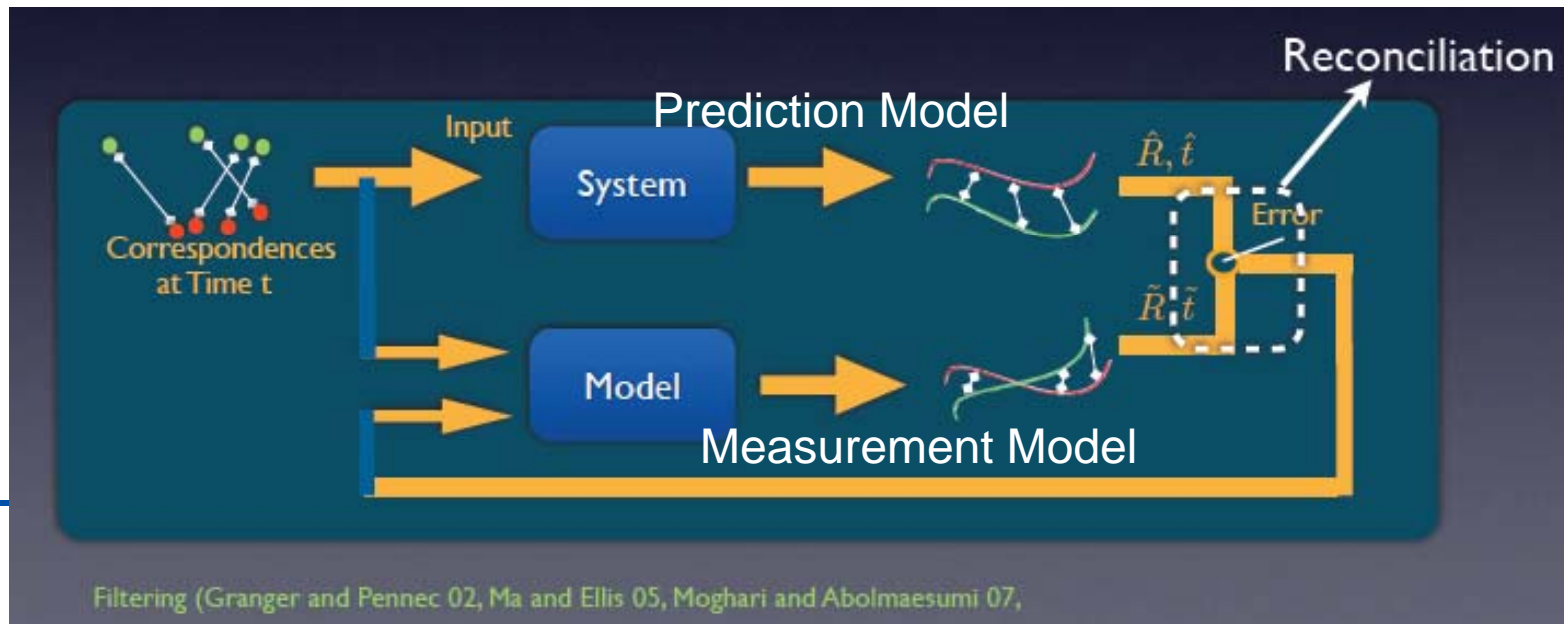 Reconciliation
Prediction Model
Input
System
R̂, t̂
Error
Correspondences
at Time t
R̃, t̃
Model
Measurement Model
Filtering (Granger and Pennec 02, Ma and Ellis 05, Moghari and Abolmaesumi 07,